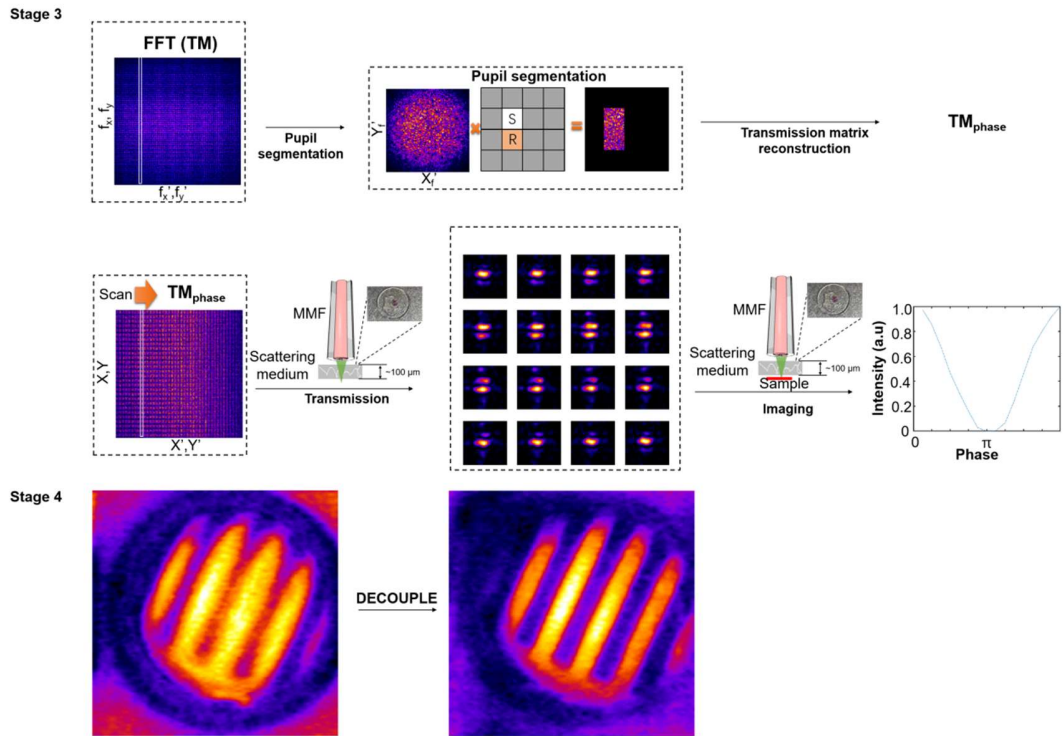 Stage 3
FFT (TM)
f_x, f_y
f_x',f_y'
Pupil
segmentation
Pupil segmentation
Y_f'
X_f'
S
R
Transmission matrix
reconstruction
TM_phase
Scan
TM_phase
X,Y
X',Y'
MMF
Scattering
medium
~100 μm
Transmission
MMF
Scattering
medium
~100 μm
Sample
Imaging
Intensity (a.u)
1.0
0.8
0.6
0.4
0.2
0
0
π
Phase
Stage 4
DECOUPLE